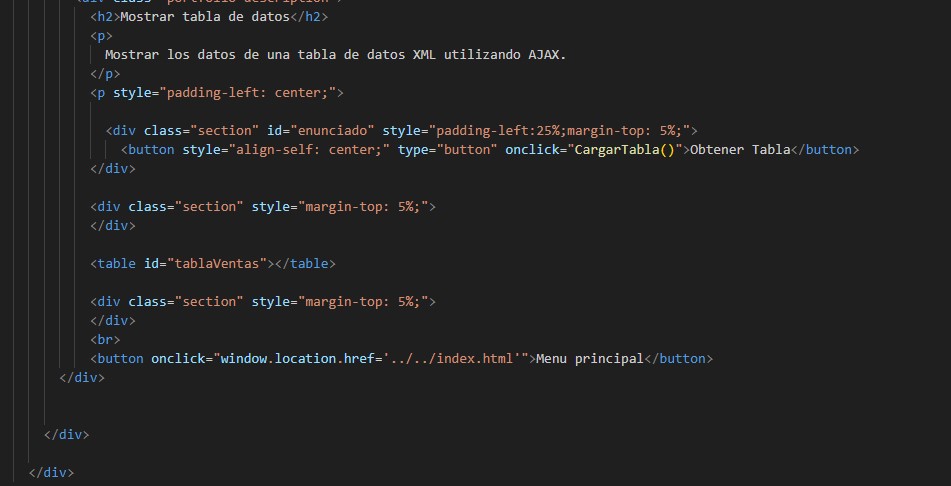 <h2>Mostrar tabla de datos</h2>
<p>
Mostrar los datos de una tabla de datos XML utilizando AJAX.
</p>
<p style="padding-left: center;">
<div class="section" id="enunciado" style="padding-left:25%;margin-top: 5%;">
<button style="align-self: center;" type="button" onclick="CargarTabla()">Obtener Tabla</button>
</div>
<div class="section" style="margin-top: 5%;">
</div>
<table id="tablaVentas"></table>
<div class="section" style="margin-top: 5%;">
</div>
<br>
<button onclick="window.location.href='../../index.html'">Menu principal</button>
</div>
</div>
</div>